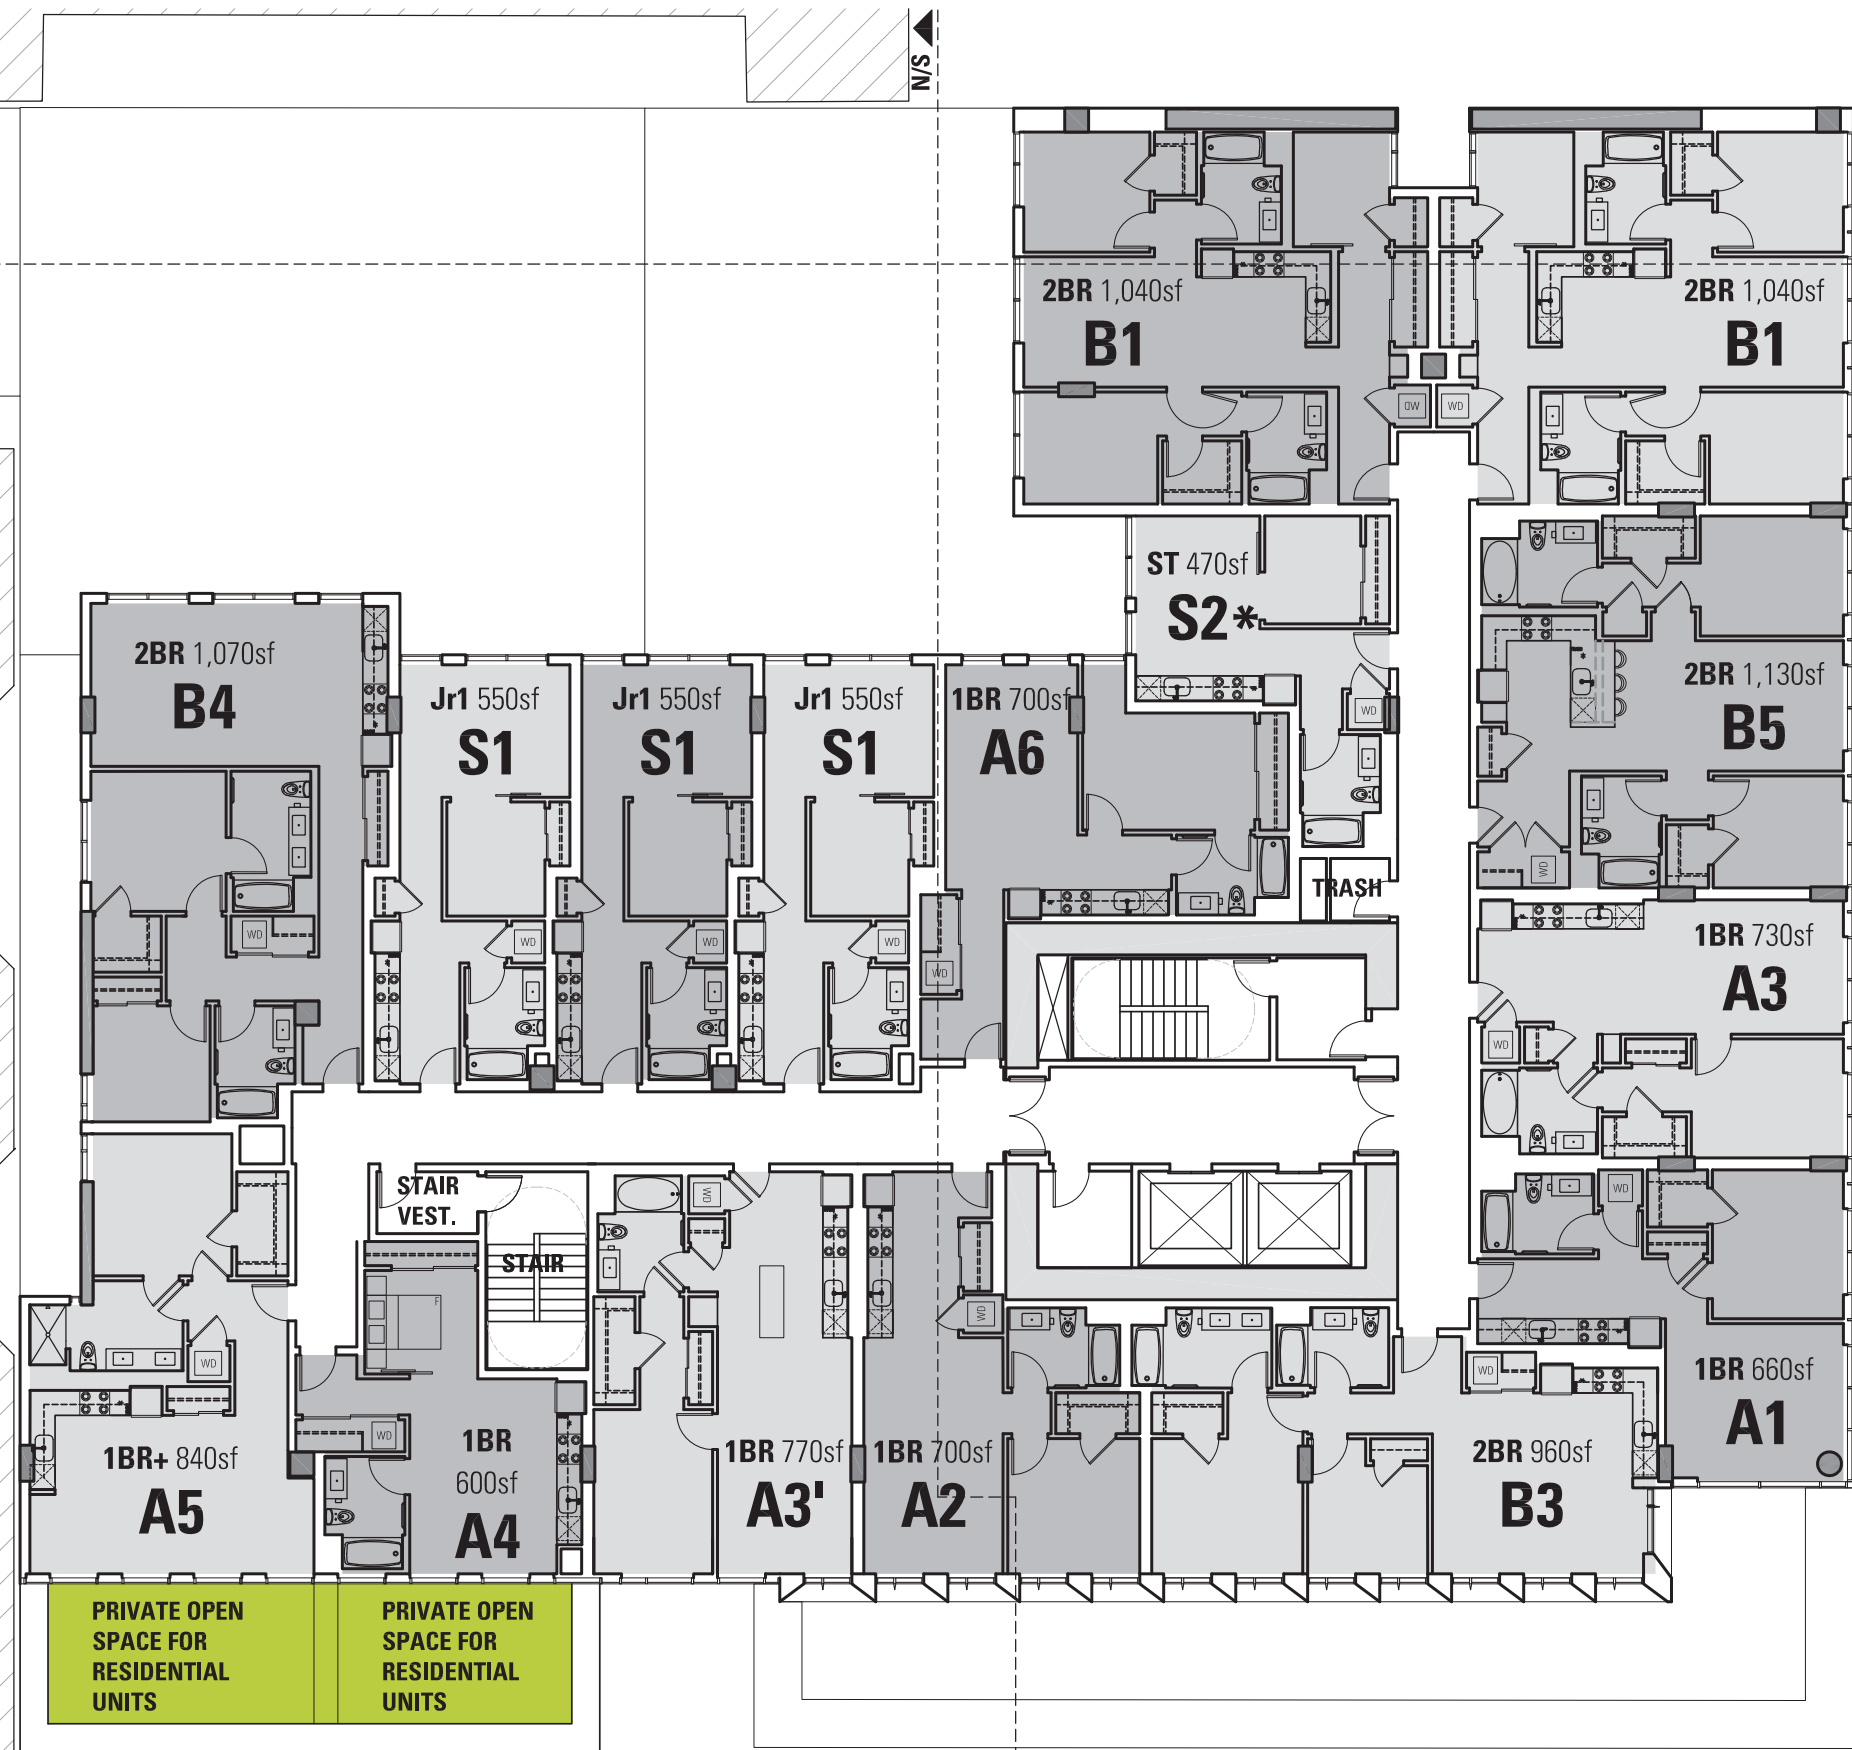 N/S
2BR 1,040sf
B1
2BR 1,040sf
B1
WD
WD
ST 470sf
S2*
WD
2BR 1,130sf
B5
WD
2BR 1,070sf
B4
WD
Jr1 550sf
S1
WD
Jr1 550sf
S1
WD
Jr1 550sf
S1
WD
1BR 700sf
A6
WD
TRASH
1BR 730sf
A3
WD
STAIR
VEST.
STAIR
WD
WD
WD
1BR+ 840sf
A5
WD
WD
1BR
600sf
A4
F
1BR 770sf
A3'
1BR 700sf
A2
WD
2BR 960sf
B3
1BR 660sf
A1
PRIVATE OPEN
SPACE FOR
RESIDENTIAL
UNITS
PRIVATE OPEN
SPACE FOR
RESIDENTIAL
UNITS